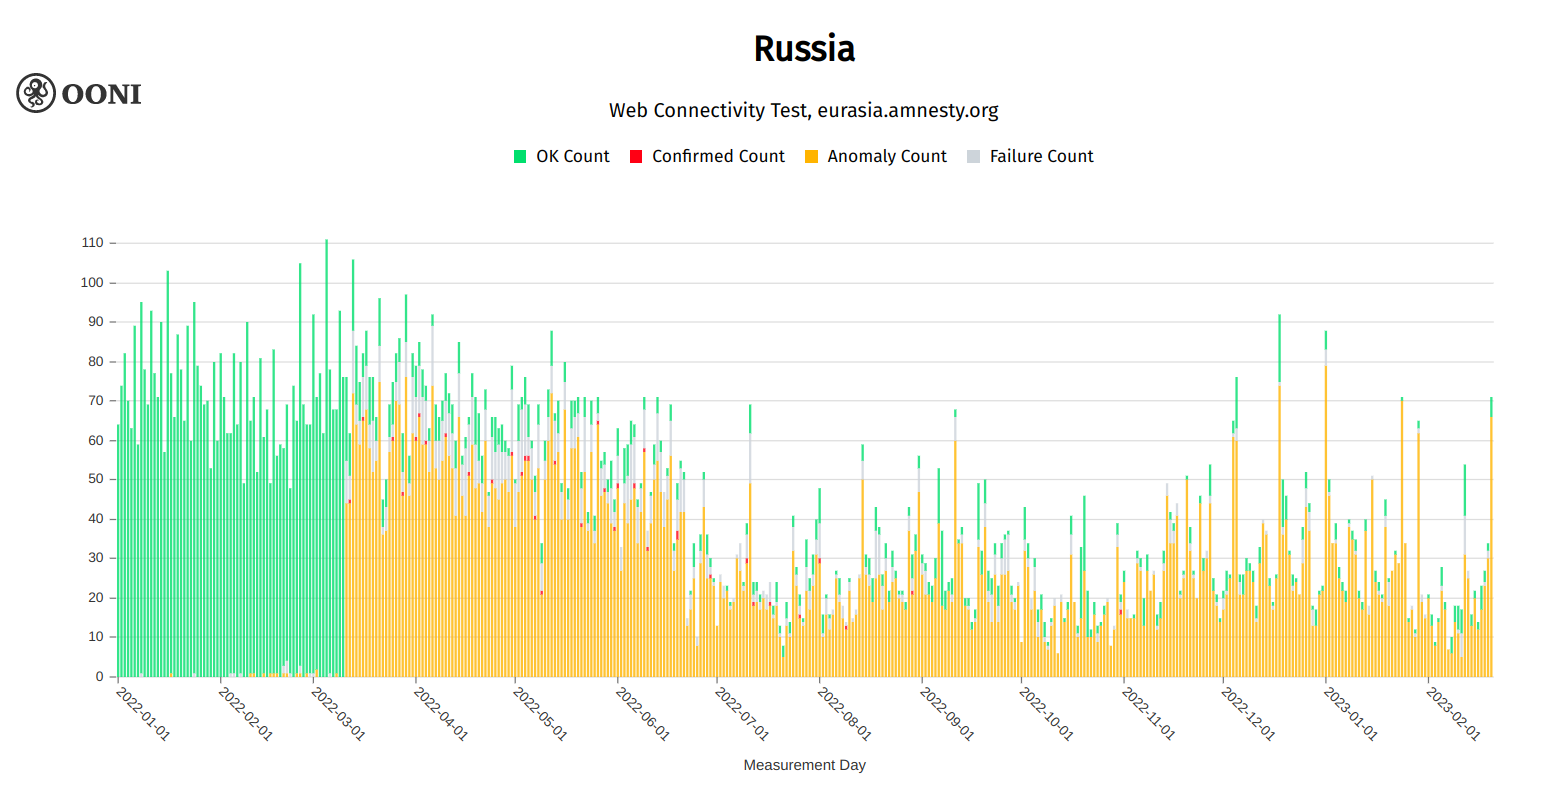 Russia
OONI
Web Connectivity Test, eurasia.amnesty.org
OK Count Confirmed Count Anomaly Count Failure Count
110
100
90
80
70
60
50
40
30
20
10
0
2022-01-01 2022-02-01 2022-03-01 2022-04-01 2022-05-01 2022-06-01 2022-07-01 2022-08-01 2022-09-01 2022-10-01 2022-11-01 2022-12-01 2023-01-01 2023-02-01
Measurement Day